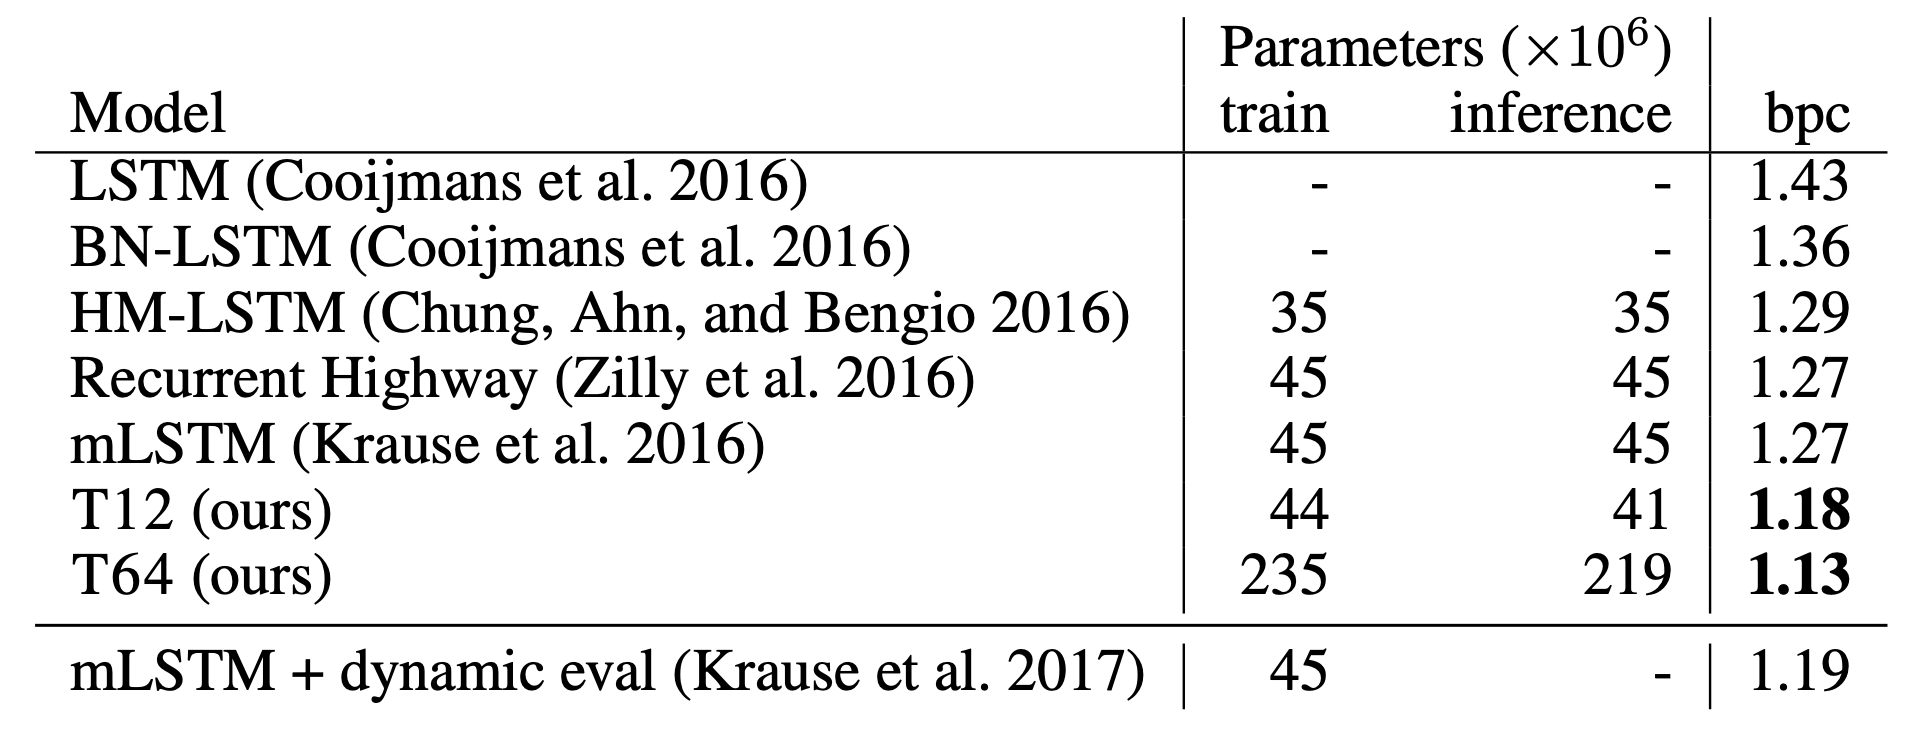 Parameters (×10⁶)
Model train inference bpc
LSTM (Cooijmans et al. 2016) - - 1.43
BN-LSTM (Cooijmans et al. 2016) - - 1.36
HM-LSTM (Chung, Ahn, and Bengio 2016) 35 35 1.29
Recurrent Highway (Zilly et al. 2016) 45 45 1.27
mLSTM (Krause et al. 2016) 45 45 1.27
T12 (ours) 44 41 1.18
T64 (ours) 235 219 1.13
mLSTM + dynamic eval (Krause et al. 2017) 45 - 1.19